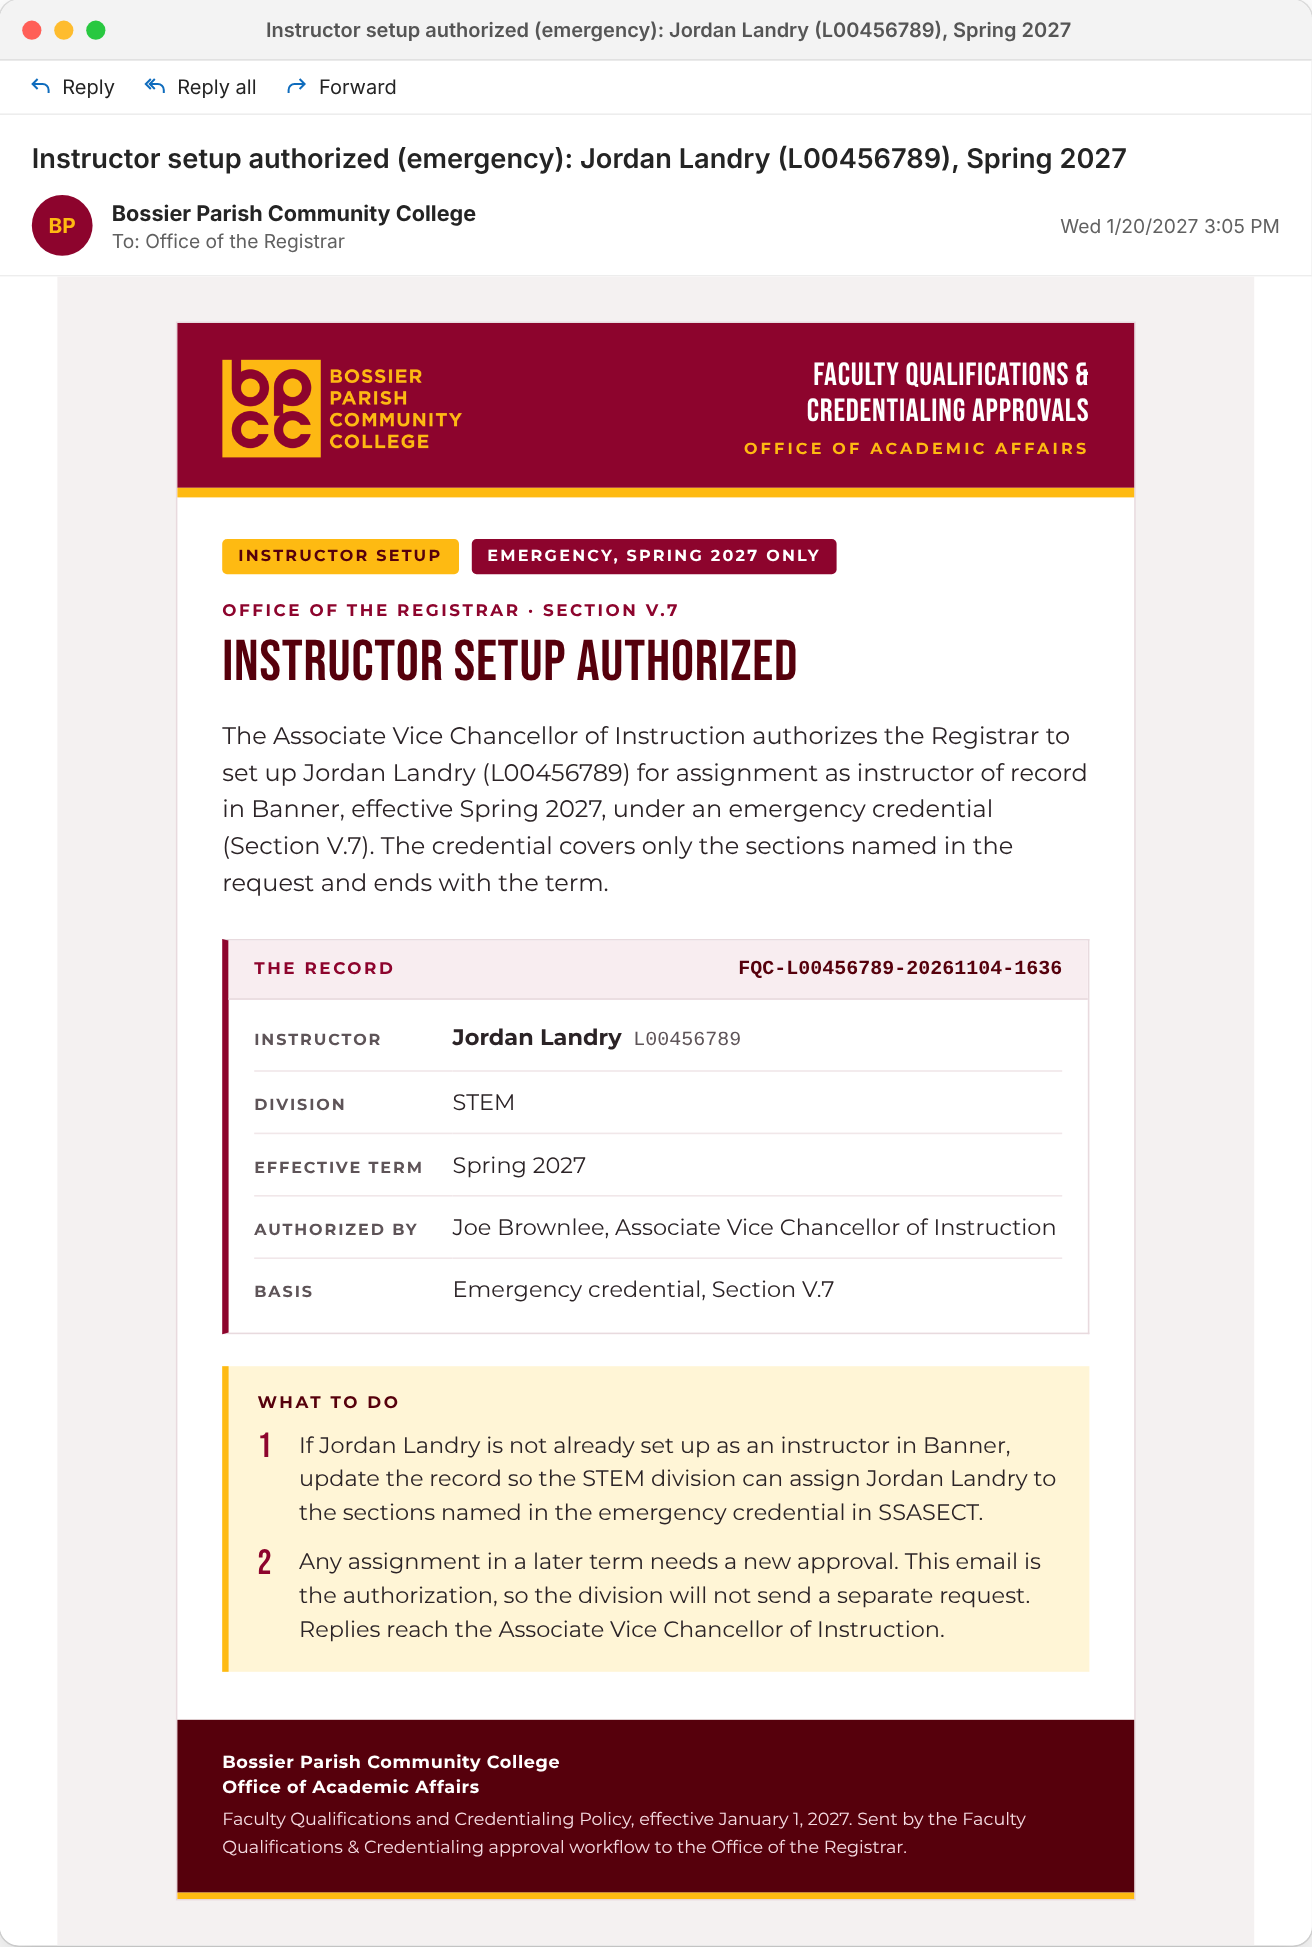 Instructor setup authorized (emergency): Jordan Landry (L00456789), Spring 2027
Reply
Reply all
Forward
Instructor setup authorized (emergency): Jordan Landry (L00456789), Spring 2027
BP
Bossier Parish Community College
To: Office of the Registrar
Wed 1/20/2027 3:05 PM
bp
cc
BOSSIER
PARISH
COMMUNITY
COLLEGE
FACULTY QUALIFICATIONS &
CREDENTIALING APPROVALS
OFFICE OF ACADEMIC AFFAIRS
INSTRUCTOR SETUP
EMERGENCY, SPRING 2027 ONLY
OFFICE OF THE REGISTRAR · SECTION V.7
INSTRUCTOR SETUP AUTHORIZED
The Associate Vice Chancellor of Instruction authorizes the Registrar to
set up Jordan Landry (L00456789) for assignment as instructor of record
in Banner, effective Spring 2027, under an emergency credential
(Section V.7). The credential covers only the sections named in the
request and ends with the term.
THE RECORD
FQC-L00456789-20261104-1636
INSTRUCTOR
Jordan Landry L00456789
DIVISION
STEM
EFFECTIVE TERM
Spring 2027
AUTHORIZED BY
Joe Brownlee, Associate Vice Chancellor of Instruction
BASIS
Emergency credential, Section V.7
WHAT TO DO
1
If Jordan Landry is not already set up as an instructor in Banner,
update the record so the STEM division can assign Jordan Landry to
the sections named in the emergency credential in SSASECT.
2
Any assignment in a later term needs a new approval. This email is
the authorization, so the division will not send a separate request.
Replies reach the Associate Vice Chancellor of Instruction.
Bossier Parish Community College
Office of Academic Affairs
Faculty Qualifications and Credentialing Policy, effective January 1, 2027. Sent by the Faculty
Qualifications & Credentialing approval workflow to the Office of the Registrar.